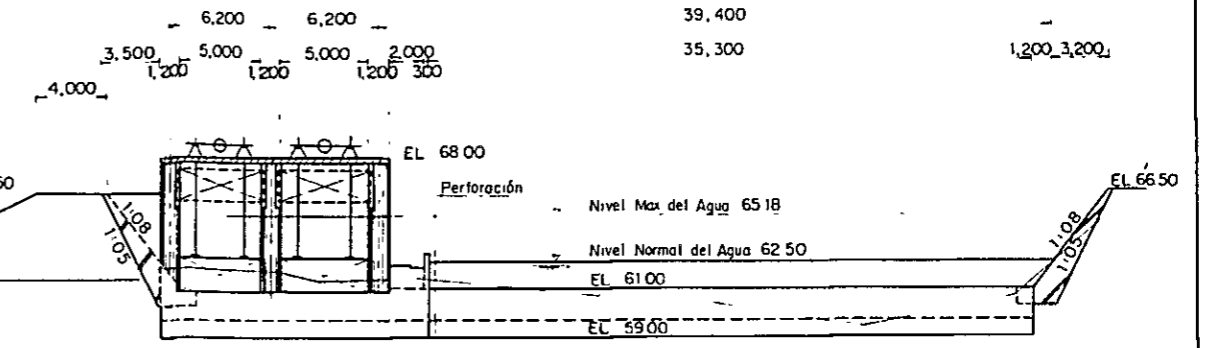 6,200 6,200 39,400
3,500 5,000 5,000 2,000 35,300 1,200 3,200
1,200 1,200 1,200 300
4,000
EL 68 00
Perforación
EL 66 50
1:08
1:05
Nivel Max del Agua 65 18
1:08
1:05
Nivel Normal del Agua 62 50
EL 61 00
EL 59 00